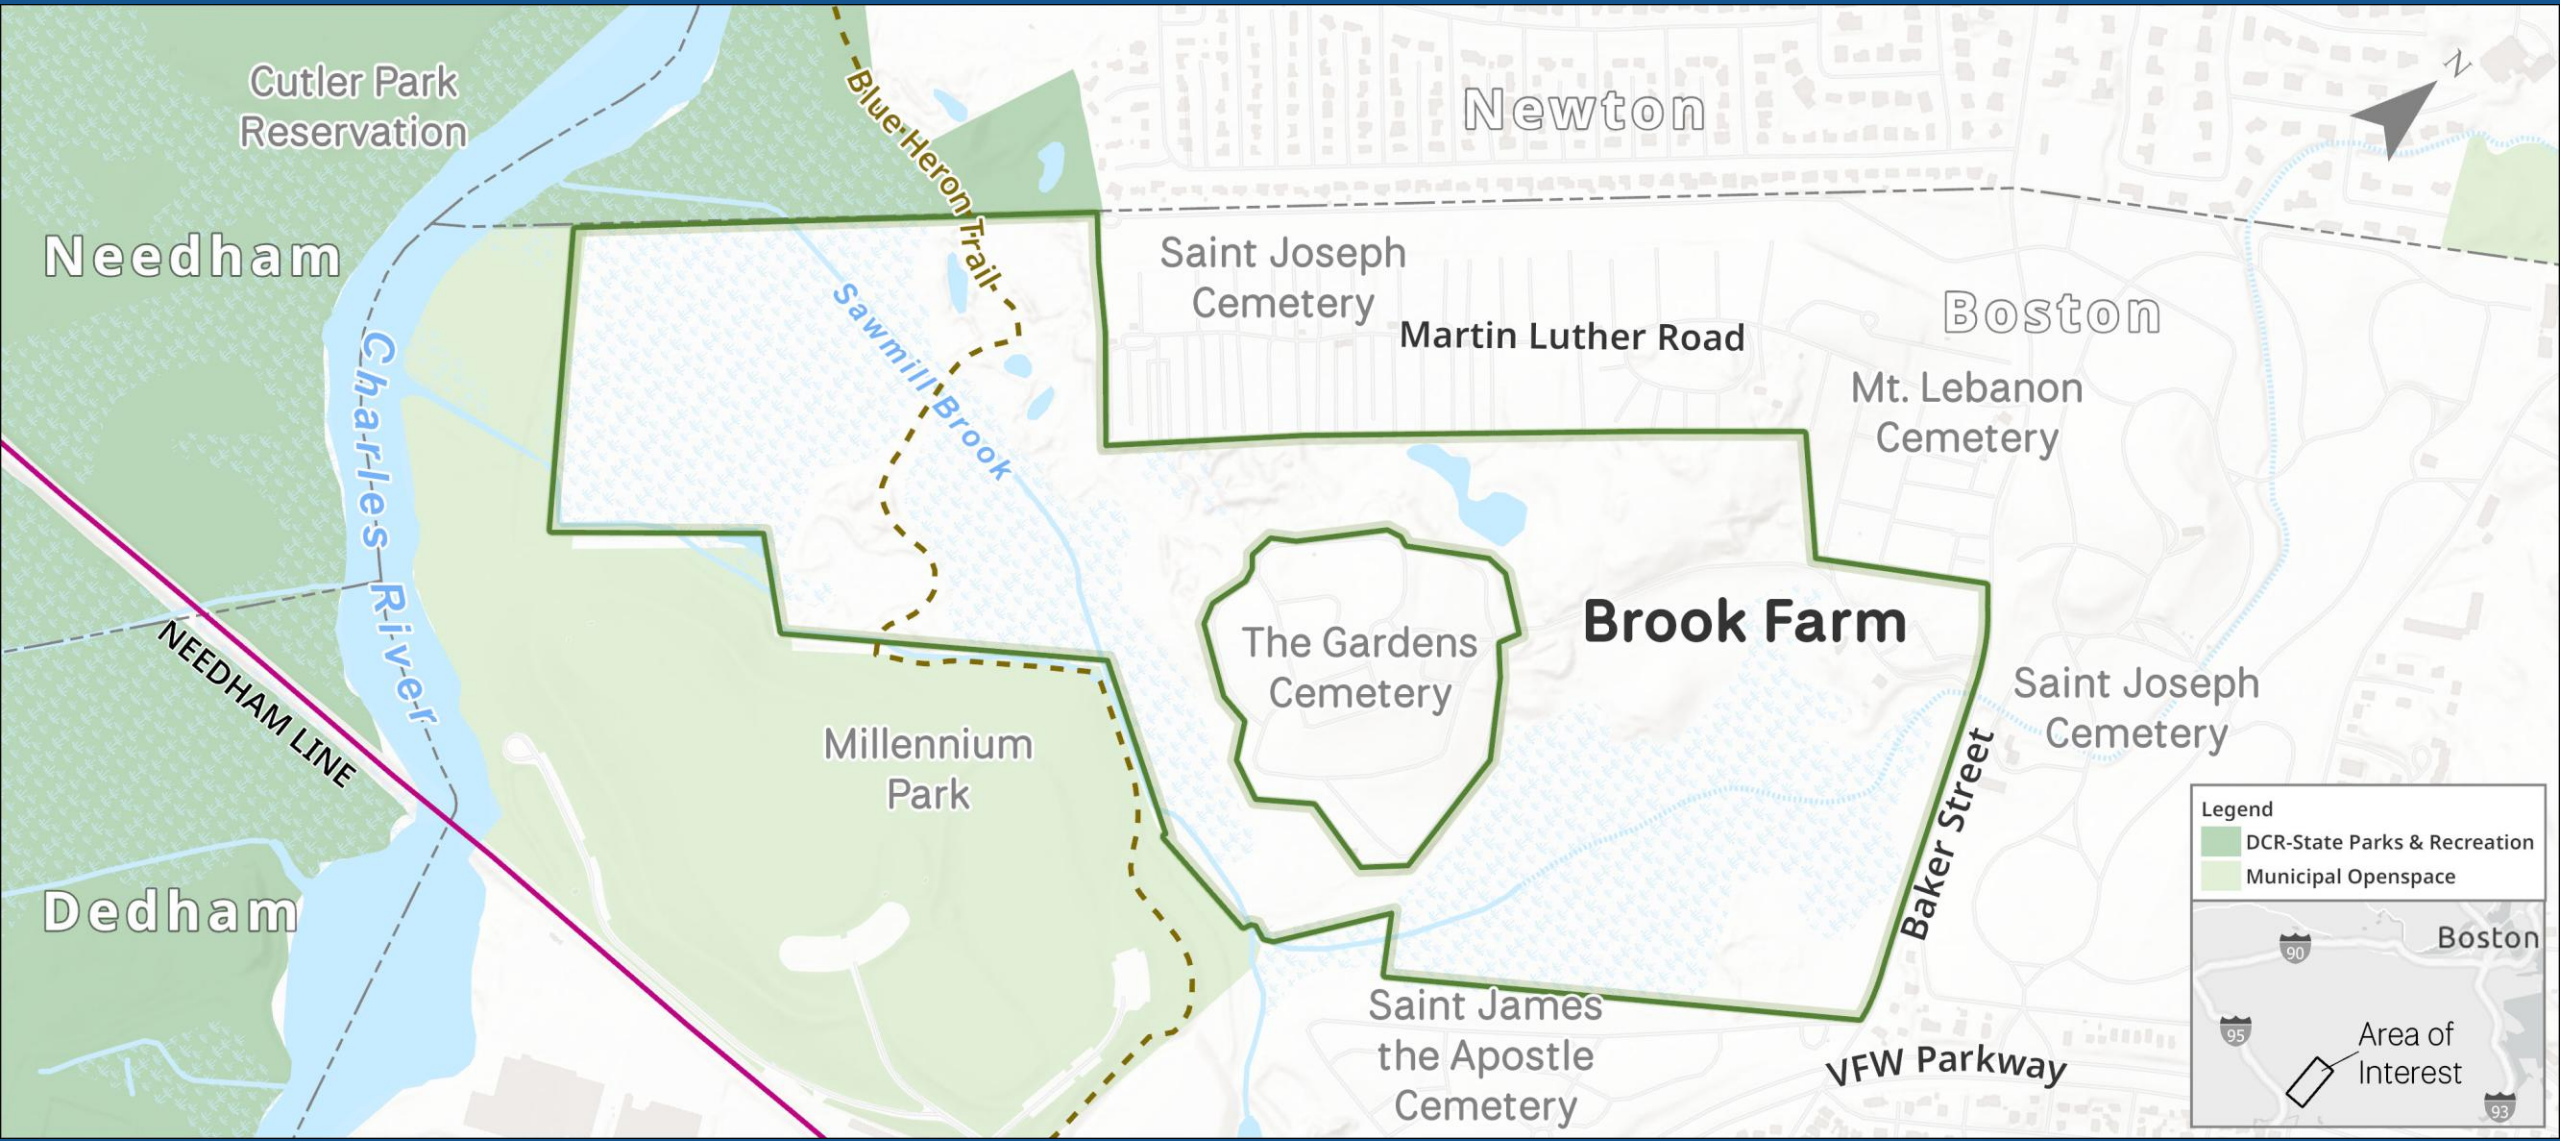 Cutler Park
Reservation
Blue Heron Trail
Newton
N
Needham
Saint Joseph
Cemetery
Boston
Martin Luther Road
Sawmill Brook
Mt. Lebanon
Cemetery
Charles River
Brook Farm
The Gardens
Cemetery
NEEDHAM LINE
Saint Joseph
Cemetery
Millennium
Park
Baker Street
Dedham
Saint James
the Apostle
Cemetery
VFW Parkway
Legend
DCR-State Parks & Recreation
Municipal Openspace
Boston
90
95
Area of
Interest
93